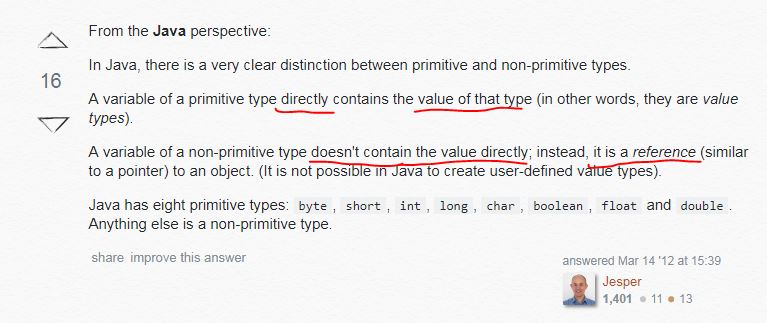 From the Java perspective:
In Java, there is a very clear distinction between primitive and non-primitive types.
16
A variable of a primitive type directly contains the value of that type (in other words, they are value
types).
A variable of a non-primitive type doesn't contain the value directly; instead, it is a reference (similar
to a pointer) to an object. (It is not possible in Java to create user-defined value types).
Java has eight primitive types: byte , short , int , long , char , boolean , float and double .
Anything else is a non-primitive type.
share improve this answer
answered Mar 14 '12 at 15:39
Jesper
1,401 ● 11 ● 13